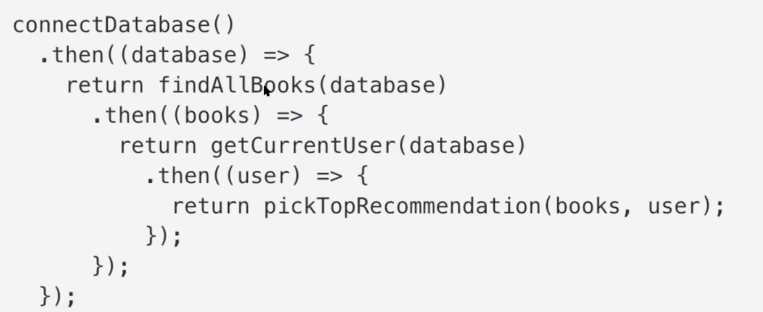 connectDatabase()
  .then((database) => {
    return findAllBooks(database)
      .then((books) => {
        return getCurrentUser(database)
          .then((user) => {
            return pickTopRecommendation(books, user);
          });
      });
  });